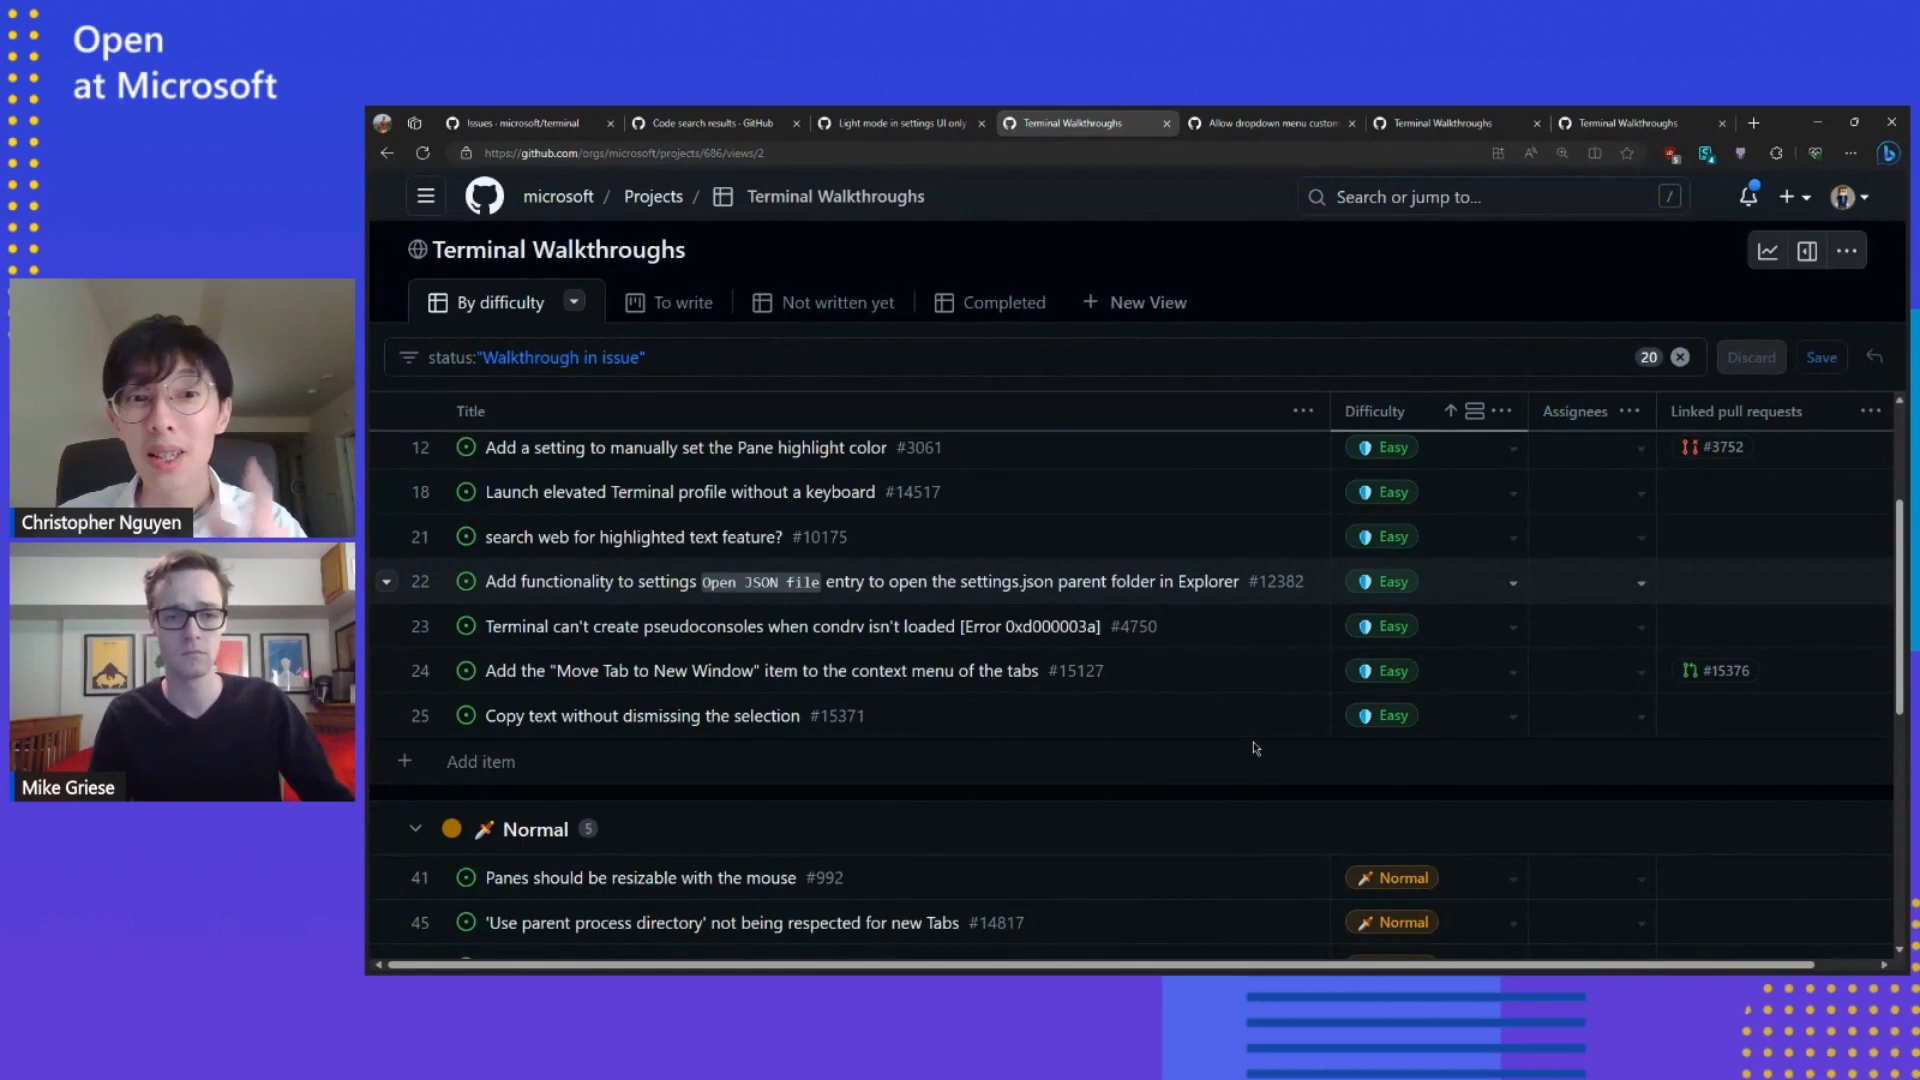 Open
at Microsoft
Issues · microsoft/terminal
Code search results · GitHub
Light mode in settings UI only
Terminal Walkthroughs
Allow dropdown menu custom
Terminal Walkthroughs
Terminal Walkthroughs
https://github.com/orgs/microsoft/projects/686/views/2
microsoft / Projects / Terminal Walkthroughs
Search or jump to...
/
Terminal Walkthroughs
By difficulty
To write
Not written yet
Completed
+ New View
status:"Walkthrough in issue"
20
Discard
Save
Title
Difficulty
Assignees
Linked pull requests
12 Add a setting to manually set the Pane highlight color #3061 Easy #3752
18 Launch elevated Terminal profile without a keyboard #14517 Easy
21 search web for highlighted text feature? #10175 Easy
22 Add functionality to settings Open JSON file entry to open the settings.json parent folder in Explorer #12382 Easy
23 Terminal can't create pseudoconsoles when condrv isn't loaded [Error 0xd000003a] #4750 Easy
24 Add the "Move Tab to New Window" item to the context menu of the tabs #15127 Easy #15376
25 Copy text without dismissing the selection #15371 Easy
+ Add item
Normal 5
41 Panes should be resizable with the mouse #992 Normal
45 'Use parent process directory' not being respected for new Tabs #14817 Normal
Christopher Nguyen
Mike Griese